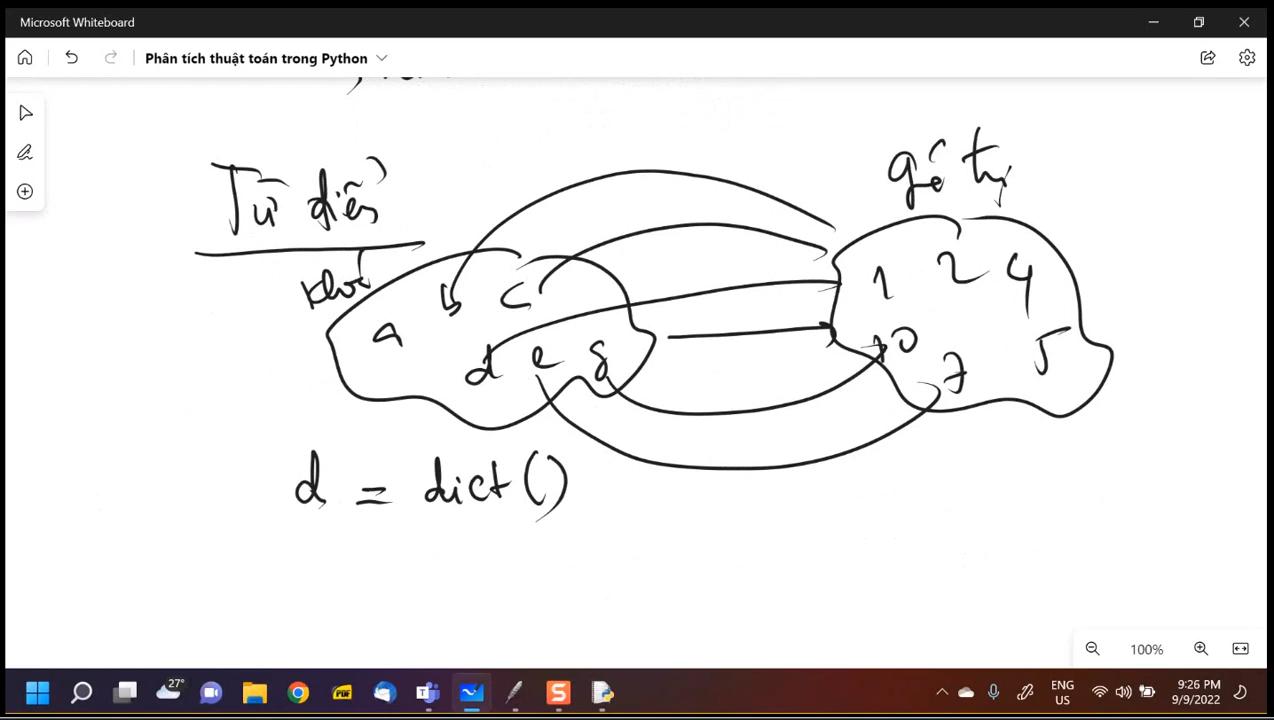 Microsoft Whiteboard
Phân tích thuật toán trong Python
Từ điển
giá trị
khoá
a b c
d e g
1 2 4
10 7 5
d = dict()
100%
27°
PDF
S
ENG
US
9:26 PM
9/9/2022